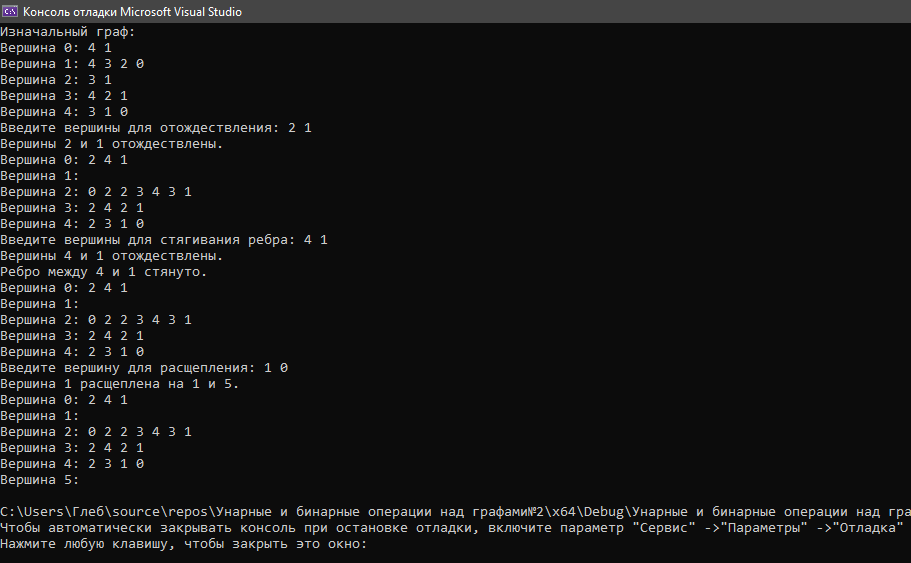 Консоль отладки Microsoft Visual Studio
Изначальный граф:
Вершина 0: 4 1
Вершина 1: 4 3 2 0
Вершина 2: 3 1
Вершина 3: 4 2 1
Вершина 4: 3 1 0
Введите вершины для отождествления: 2 1
Вершины 2 и 1 отождествлены.
Вершина 0: 2 4 1
Вершина 1:
Вершина 2: 0 2 2 3 4 3 1
Вершина 3: 2 4 2 1
Вершина 4: 2 3 1 0
Введите вершины для стягивания ребра: 4 1
Вершины 4 и 1 отождествлены.
Ребро между 4 и 1 стянуто.
Вершина 0: 2 4 1
Вершина 1:
Вершина 2: 0 2 2 3 4 3 1
Вершина 3: 2 4 2 1
Вершина 4: 2 3 1 0
Введите вершину для расщепления: 1 0
Вершина 1 расщеплена на 1 и 5.
Вершина 0: 2 4 1
Вершина 1:
Вершина 2: 0 2 2 3 4 3 1
Вершина 3: 2 4 2 1
Вершина 4: 2 3 1 0
Вершина 5:
C:\Users\Глеб\source\repos\Унарные и бинарные операции над графами№2\x64\Debug\Унарные и бинарные операции над гра
Чтобы автоматически закрывать консоль при остановке отладки, включите параметр "Сервис" ->"Параметры" ->"Отладка"
Нажмите любую клавишу, чтобы закрыть это окно: